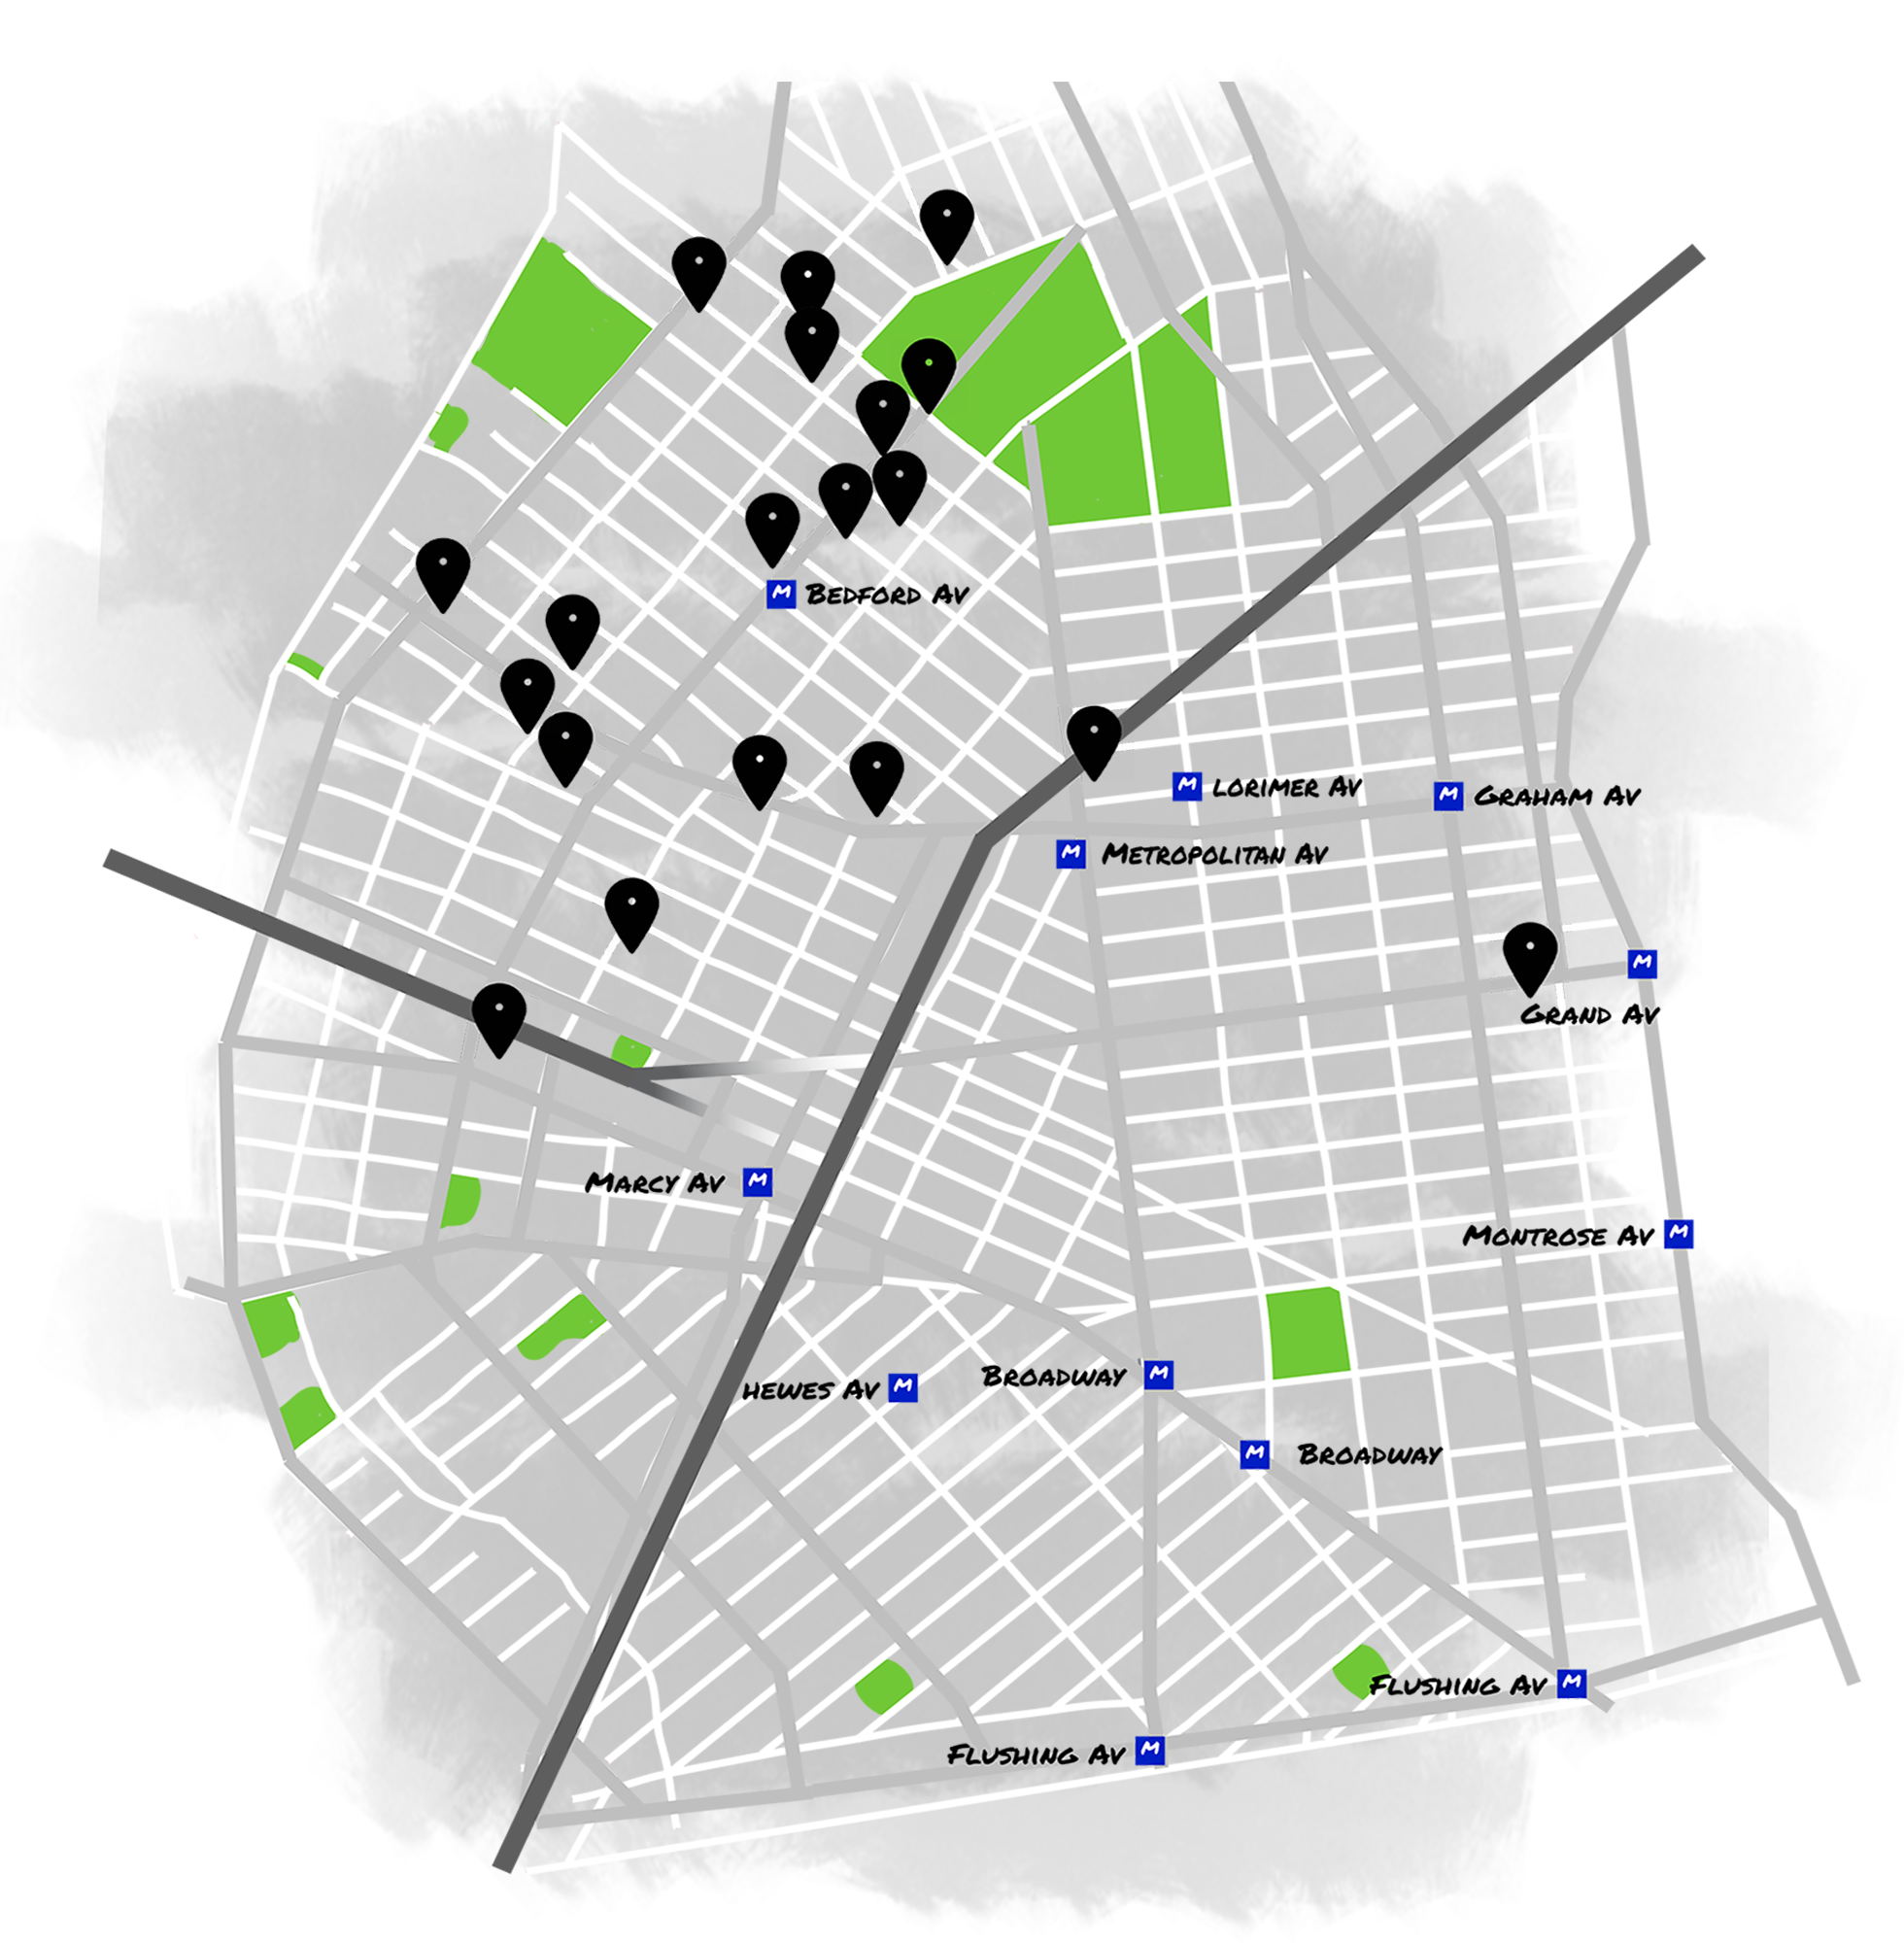 M Bedford Av
M Lorimer Av
M Graham Av
M Metropolitan Av
M
Grand Av
Marcy Av M
Montrose Av M
Hewes Av M
Broadway M
M Broadway
Flushing Av M
Flushing Av M